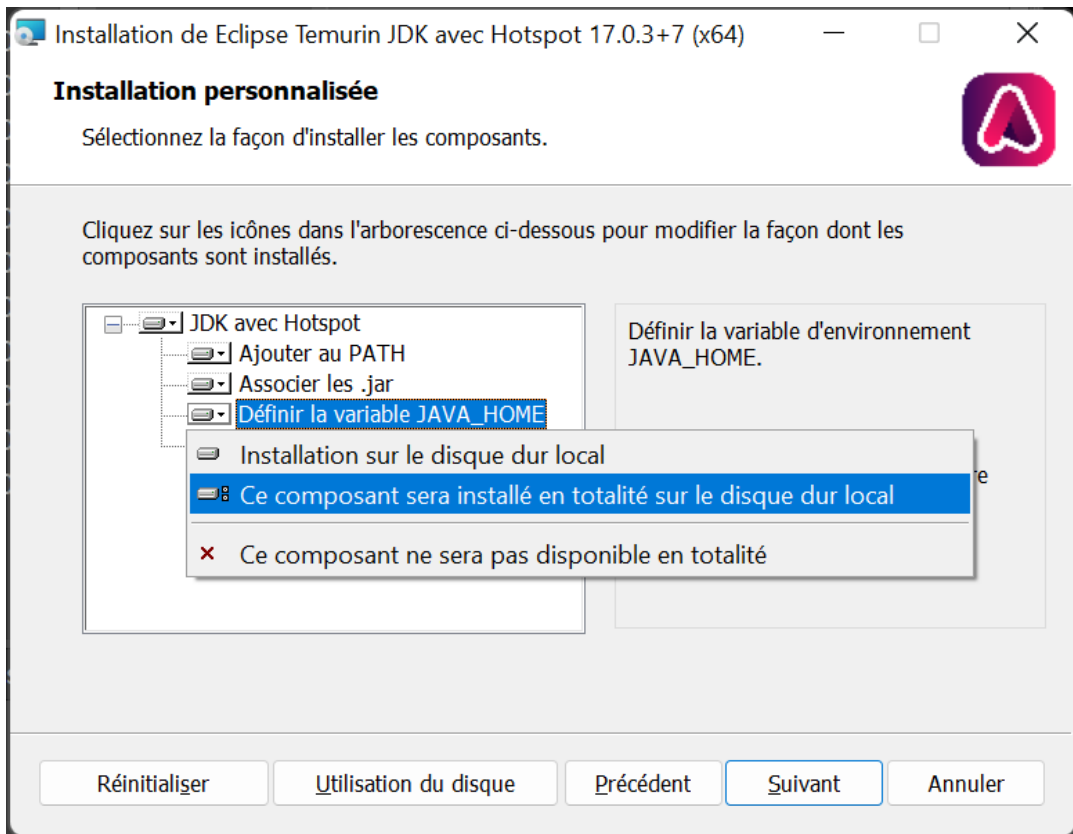 Installation de Eclipse Temurin JDK avec Hotspot 17.0.3+7 (x64)
Installation personnalisée
Sélectionnez la façon d'installer les composants.
Cliquez sur les icônes dans l'arborescence ci-dessous pour modifier la façon dont les
composants sont installés.
JDK avec Hotspot
Ajouter au PATH
Associer les .jar
Définir la variable JAVA_HOME
Définir la variable d'environnement
JAVA_HOME.
Installation sur le disque dur local
Ce composant sera installé en totalité sur le disque dur local
Ce composant ne sera pas disponible en totalité
Réinitialiser
Utilisation du disque
Précédent
Suivant
Annuler